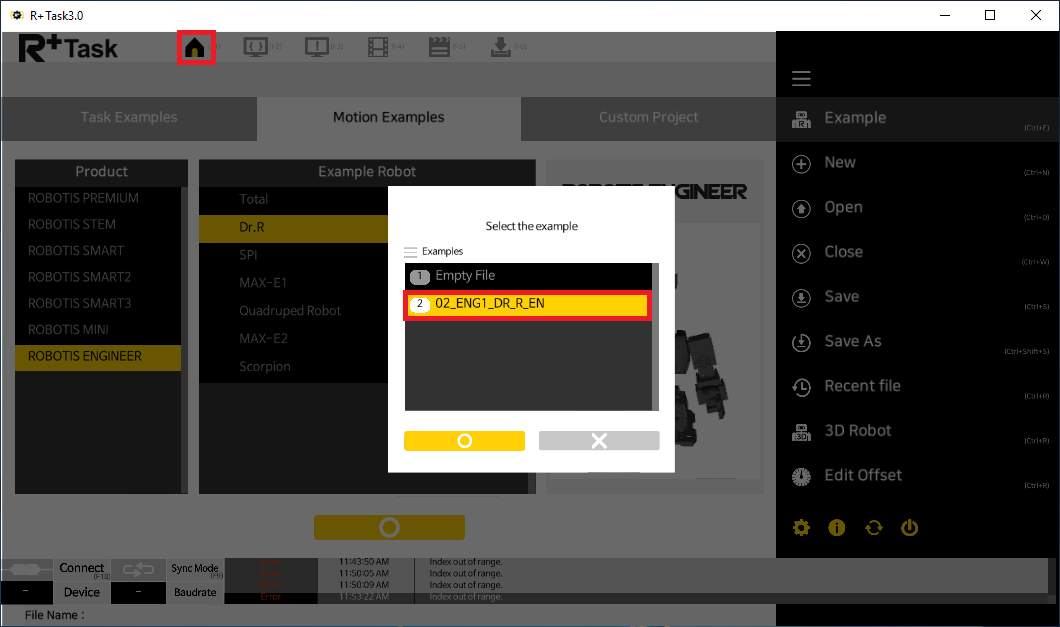 R+Task3.0
R+Task
(F2)
(F3)
(F4)
(F5)
(F6)
Task Examples
Motion Examples
Custom Project
Product
ROBOTIS PREMIUM
ROBOTIS STEM
ROBOTIS SMART
ROBOTIS SMART2
ROBOTIS SMART3
ROBOTIS MINI
ROBOTIS ENGINEER
Example Robot
Total
Dr.R
SPI
MAX-E1
Quadruped Robot
MAX-E2
Scorpion
ROBOTIS ENGINEER
Select the example
Examples
1 Empty File
2 02_ENG1_DR_R_EN
Example
(Ctrl+E)
New
(Ctrl+N)
Open
(Ctrl+O)
Close
(Ctrl+W)
Save
(Ctrl+S)
Save As
(Ctrl+Shift+S)
Recent file
(Ctrl+R)
3D Robot
(Ctrl+R)
Edit Offset
(Ctrl+R)
Connect
(F10)
Sync Mode
(F9)
- Device - Baudrate
Error 11:43:50 AM Index out of range.
Error 11:50:05 AM Index out of range.
Error 11:50:09 AM Index out of range.
Error 11:53:22 AM Index out of range.
File Name :